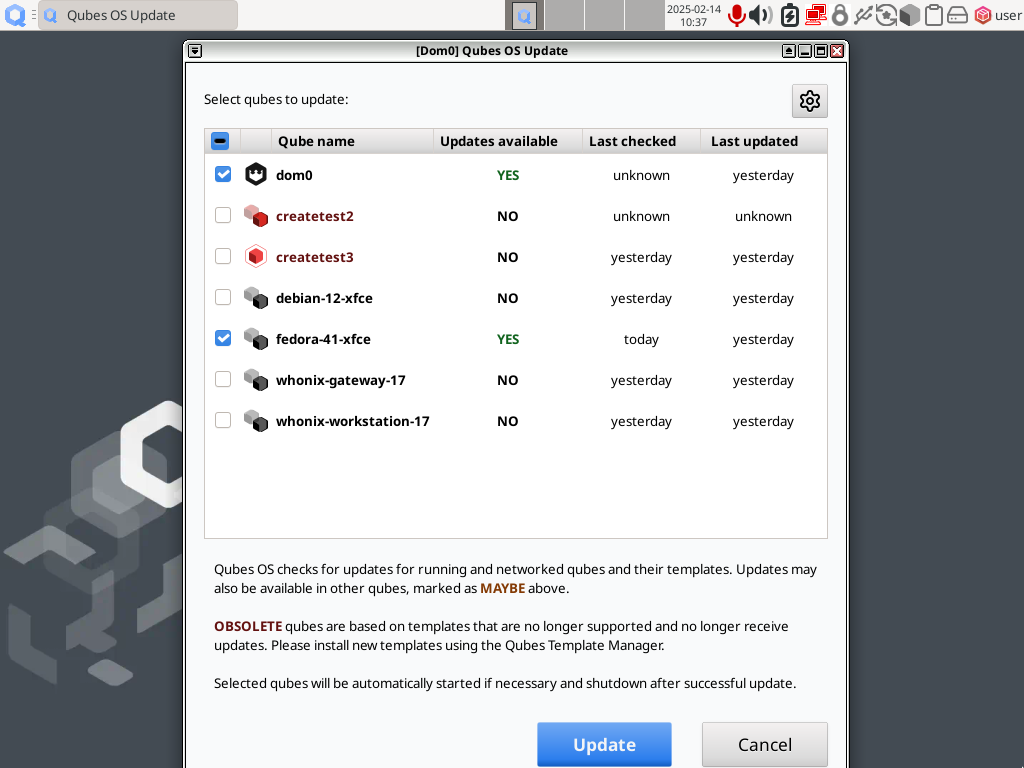 Qubes OS Update
2025-02-14
10:37
user
[Dom0] Qubes OS Update
Select qubes to update:
Qube name Updates available Last checked Last updated
dom0 YES unknown yesterday
createtest2 NO unknown unknown
createtest3 NO yesterday yesterday
debian-12-xfce NO yesterday yesterday
fedora-41-xfce YES today yesterday
whonix-gateway-17 NO yesterday yesterday
whonix-workstation-17 NO yesterday yesterday
Qubes OS checks for updates for running and networked qubes and their templates. Updates may
also be available in other qubes, marked as MAYBE above.
OBSOLETE qubes are based on templates that are no longer supported and no longer receive
updates. Please install new templates using the Qubes Template Manager.
Selected qubes will be automatically started if necessary and shutdown after successful update.
Update Cancel